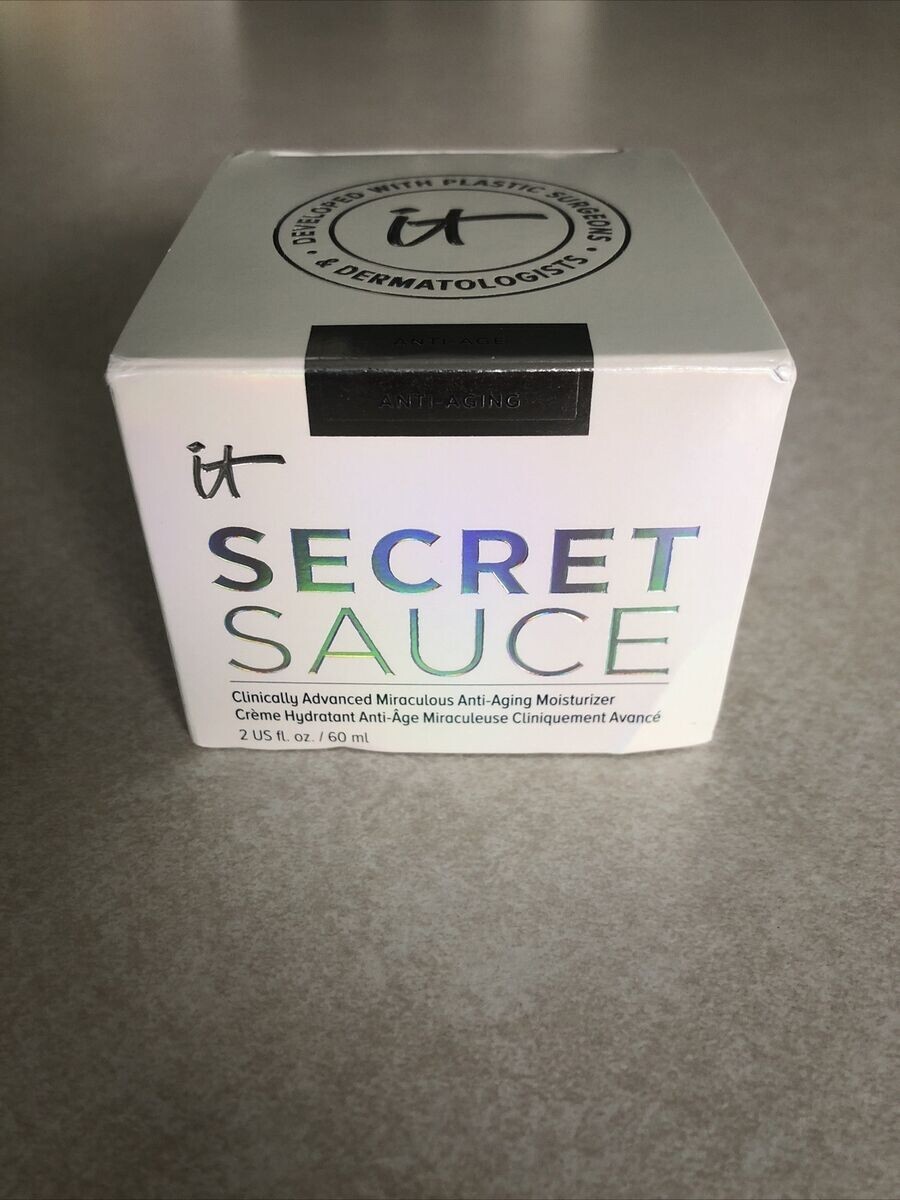 DEVELOPED WITH PLASTIC SURGEONS
• & DERMATOLOGISTS •
it
ANTI-AGE
ANTI-AGING
it
SECRET
SAUCE
Clinically Advanced Miraculous Anti-Aging Moisturizer
Crème Hydratant Anti-Âge Miraculeuse Cliniquement Avancé
2 US fl. oz. / 60 ml